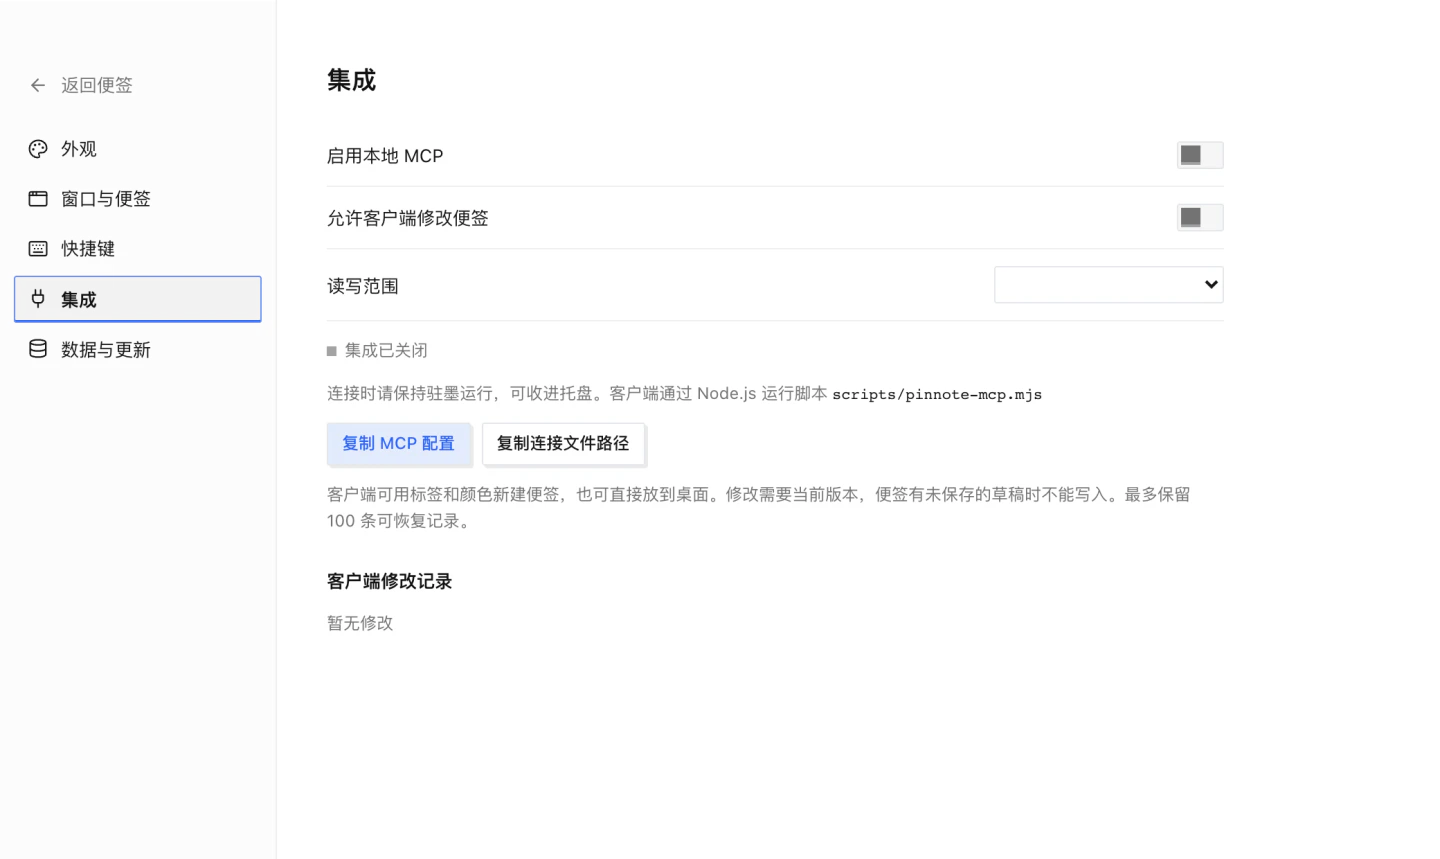 返回便签
外观
窗口与便签
快捷键
集成
数据与更新
集成
启用本地 MCP
允许客户端修改便签
读写范围
集成已关闭
连接时请保持驻墨运行，可收进托盘。客户端通过 Node.js 运行脚本 scripts/pinnote-mcp.mjs
复制 MCP 配置
复制连接文件路径
客户端可用标签和颜色新建便签，也可直接放到桌面。修改需要当前版本，便签有未保存的草稿时不能写入。最多保留
100 条可恢复记录。
客户端修改记录
暂无修改